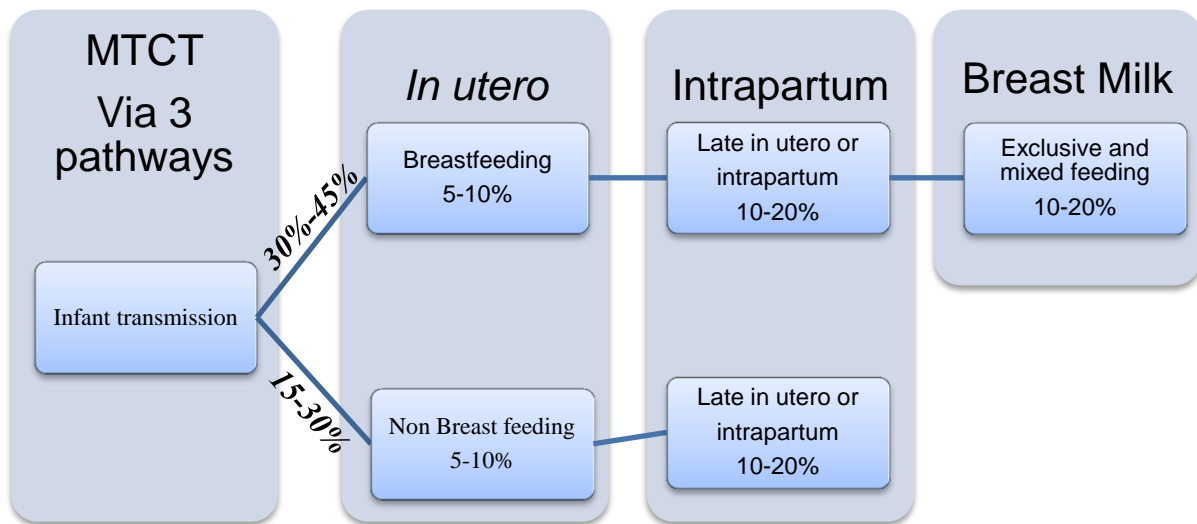 MTCT
Via 3
pathways
Infant transmission
30%-45%
15-30%
In utero
Breastfeeding
5-10%
Non Breast feeding
5-10%
Intrapartum
Late in utero or
intrapartum
10-20%
Late in utero or
intrapartum
10-20%
Breast Milk
Exclusive and
mixed feeding
10-20%